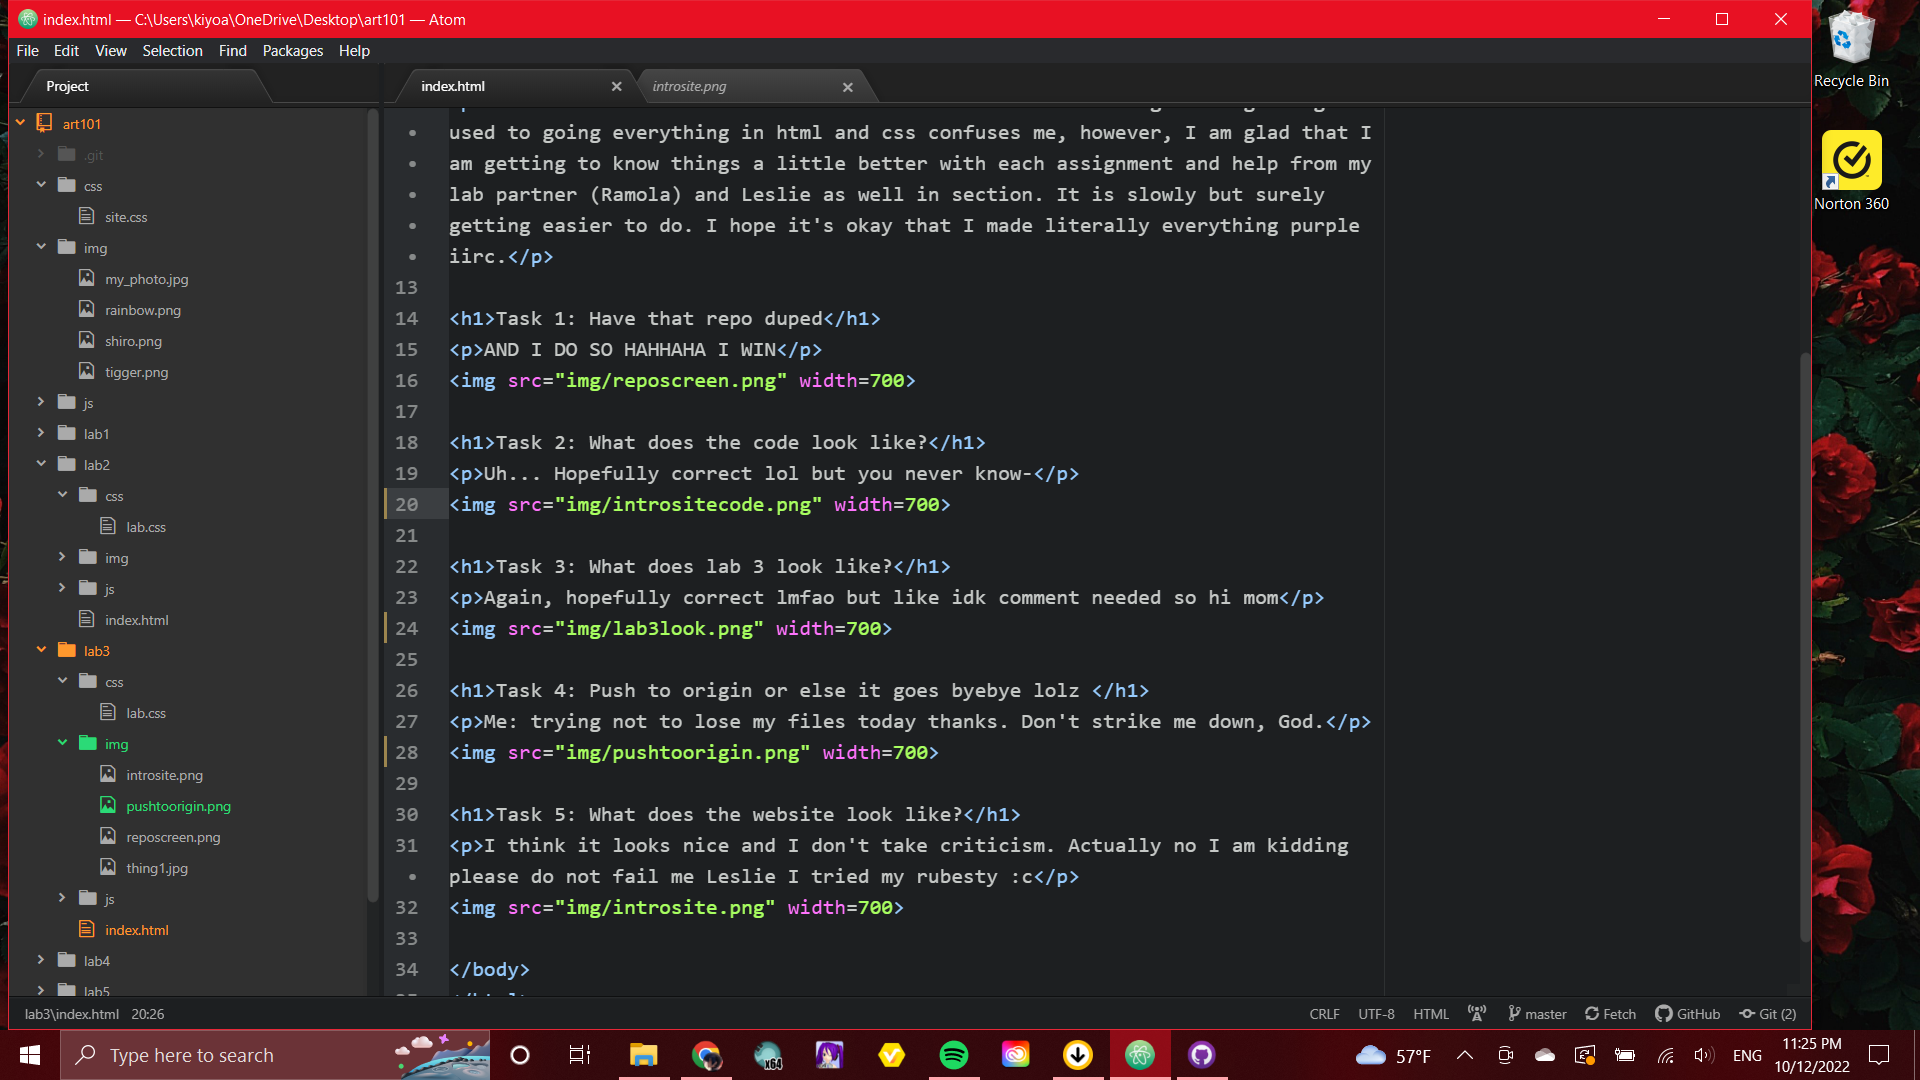 index.html — C:\Users\kiyoa\OneDrive\Desktop\art101 — Atom
File Edit View Selection Find Packages Help
Project
index.html
introsite.png
art101
.git
css
site.css
img
my_photo.jpg
rainbow.png
shiro.png
tigger.png
js
lab1
lab2
css
lab.css
img
js
index.html
lab3
css
lab.css
img
introsite.png
pushtoorigin.png
reposcreen.png
thing1.jpg
js
index.html
lab4
lab5
used to going everything in html and css confuses me, however, I am glad that I
am getting to know things a little better with each assignment and help from my
lab partner (Ramola) and Leslie as well in section. It is slowly but surely
getting easier to do. I hope it's okay that I made literally everything purple
iirc.</p>
13
14 <h1>Task 1: Have that repo duped</h1>
15 <p>AND I DO SO HAHHAHA I WIN</p>
16 <img src="img/reposcreen.png" width=700>
17
18 <h1>Task 2: What does the code look like?</h1>
19 <p>Uh... Hopefully correct lol but you never know-</p>
20 <img src="img/intrositecode.png" width=700>
21
22 <h1>Task 3: What does lab 3 look like?</h1>
23 <p>Again, hopefully correct lmfao but like idk comment needed so hi mom</p>
24 <img src="img/lab3look.png" width=700>
25
26 <h1>Task 4: Push to origin or else it goes byebye lolz </h1>
27 <p>Me: trying not to lose my files today thanks. Don't strike me down, God.</p>
28 <img src="img/pushtoorigin.png" width=700>
29
30 <h1>Task 5: What does the website look like?</h1>
31 <p>I think it looks nice and I don't take criticism. Actually no I am kidding
please do not fail me Leslie I tried my rubesty :c</p>
32 <img src="img/introsite.png" width=700>
33
34 </body>
lab3\index.html 20:26
CRLF UTF-8 HTML master Fetch GitHub Git (2)
Recycle Bin
Norton 360
Type here to search
x64
57°F
ENG
11:25 PM
10/12/2022